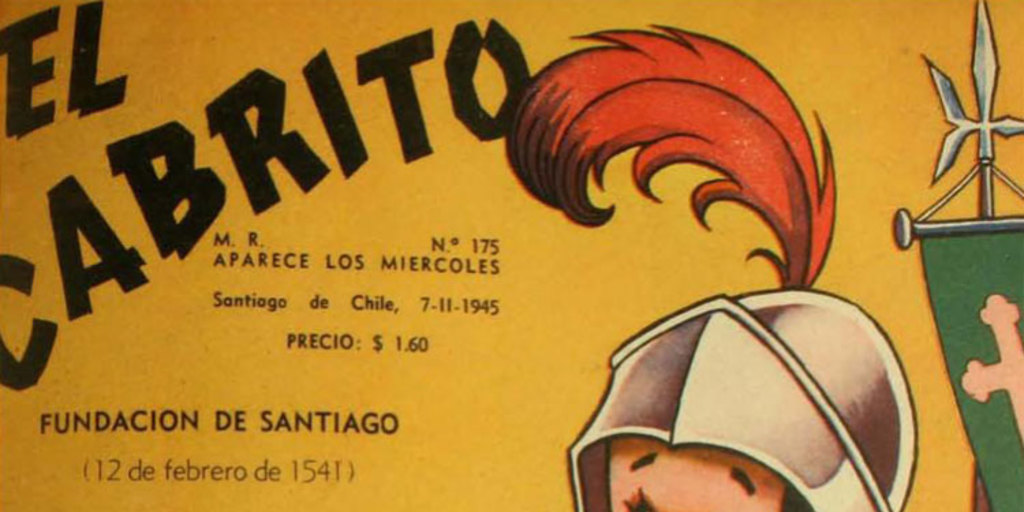 EL
CABRITO
M. R. N.º 175
APARECE LOS MIERCOLES
Santiago de Chile, 7-II-1945
PRECIO: $ 1.60
FUNDACION DE SANTIAGO
(12 de febrero de 1541)